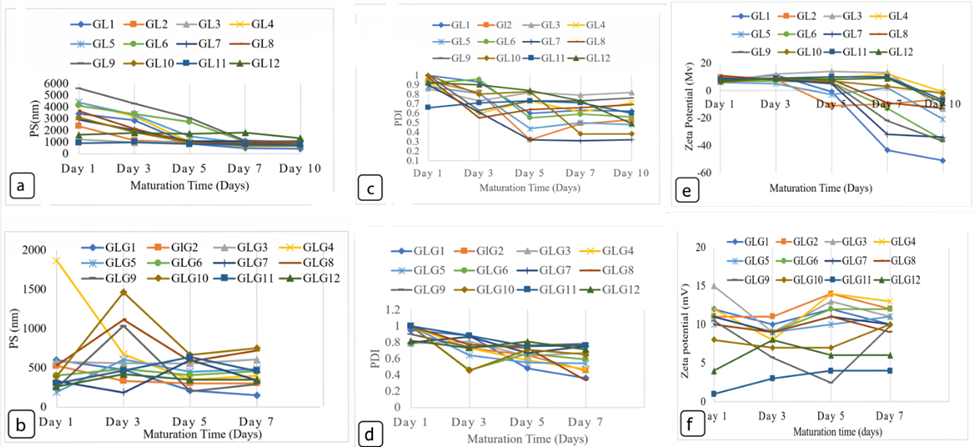 GL1 GL2 GL3 GL4
GL5 GL6 GL7 GL8
GL9 GL10 GL11 GL12
6000
5000
4000
3000
2000
1000
0
PS(nm)
Day 1 Day 3 Day 5 Day 7 Day 10
Maturation Time (Days)
a
GL1 Gl2 GL3 GL4
GL5 GL6 GL7 GL8
GL9 GL10 GL11 GL12
1
0.9
0.8
0.7
0.6
0.5
0.4
0.3
0.2
0.1
PDI
Day 1 Day 3 Day 5 Day 7 Day 10
Maturation Time (Days)
c
GL1 GL2 GL3 GL4
GL5 GL6 GL7 GL8
GL9 GL10 GL11 GL12
20
0
-20
-40
-60
Zeta Potential (Mv)
Day 1 Day 3 Day 5 Day 7 Day 10
Maturation Time (Days)
e
GLG1 GlG2 GLG3 GLG4
GLG5 GLG6 GLG7 GLG8
GLG9 GLG10 GLG11 GLG12
2000
1500
1000
500
0
PS (nm)
Day 1 Day 3 Day 5 Day 7
Maturation Time (Days)
b
GLG1 GlG2 GLG3 GLG4
GLG5 GLG6 GLG7 GLG8
GLG9 GLG10 GLG11 GLG12
1.2
1
0.8
0.6
0.4
0.2
0
PDI
Day 1 Day 3 Day 5 Day 7
Maturation Time (Days)
d
GLG1 GLG2 GLG3 GLG4
GLG5 GLG6 GLG7 GLG8
GLG9 GLG10 GLG11 GLG12
20
15
10
5
0
Zeta potential (mV)
Day 1 Day 3 Day 5 Day 7
Maturation Time (Days)
f